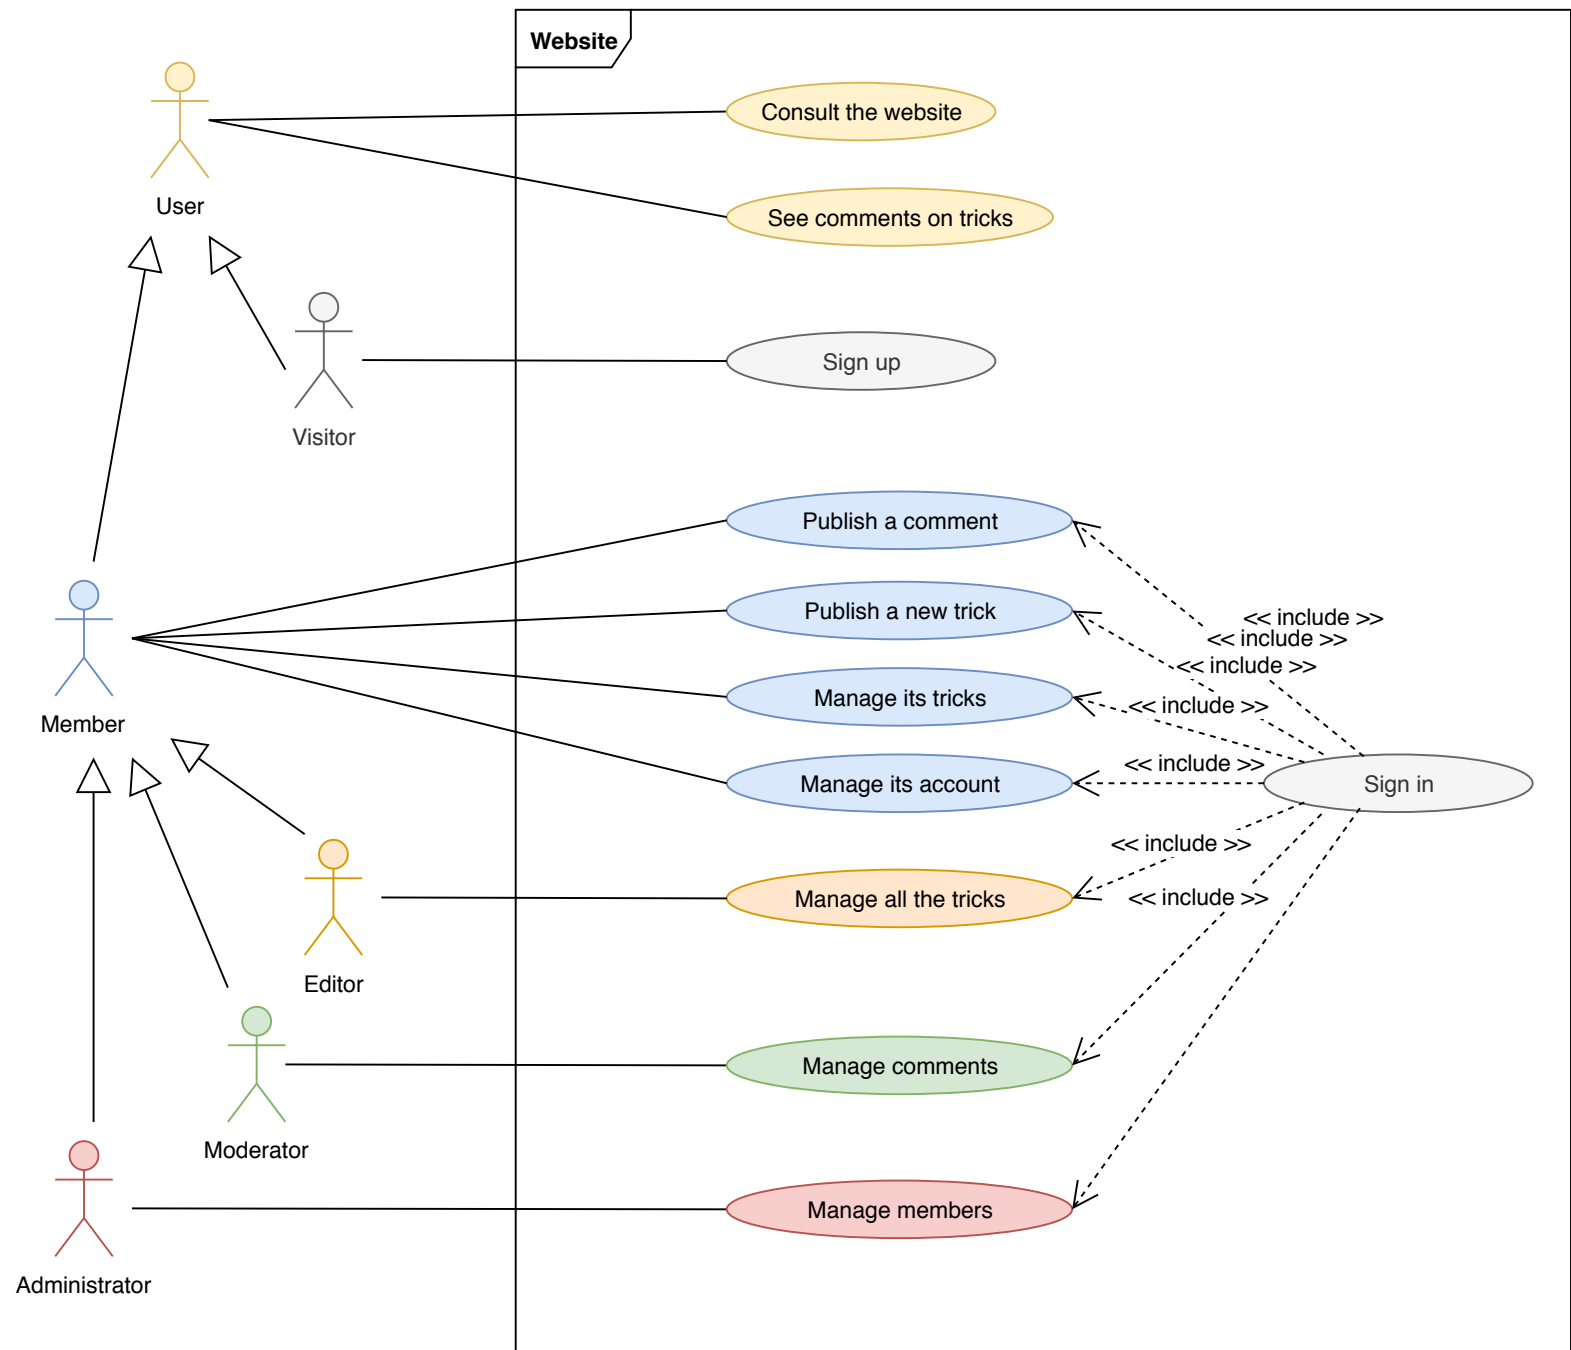 Website
Consult the website
User
See comments on tricks
Sign up
Visitor
Publish a comment
Publish a new trick
<< include >>
<< include >>
<< include >>
Manage its tricks
<< include >>
Member
<< include >>
Manage its account
Sign in
<< include >>
Manage all the tricks
<< include >>
Editor
Manage comments
Moderator
Manage members
Administrator